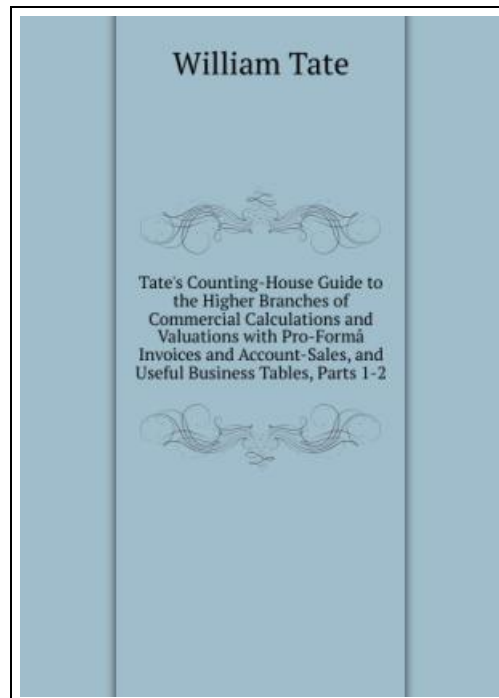 William Tate
Tate's Counting-House Guide to
the Higher Branches of
Commercial Calculations and
Valuations with Pro-Formâ
Invoices and Account-Sales, and
Useful Business Tables, Parts 1-2